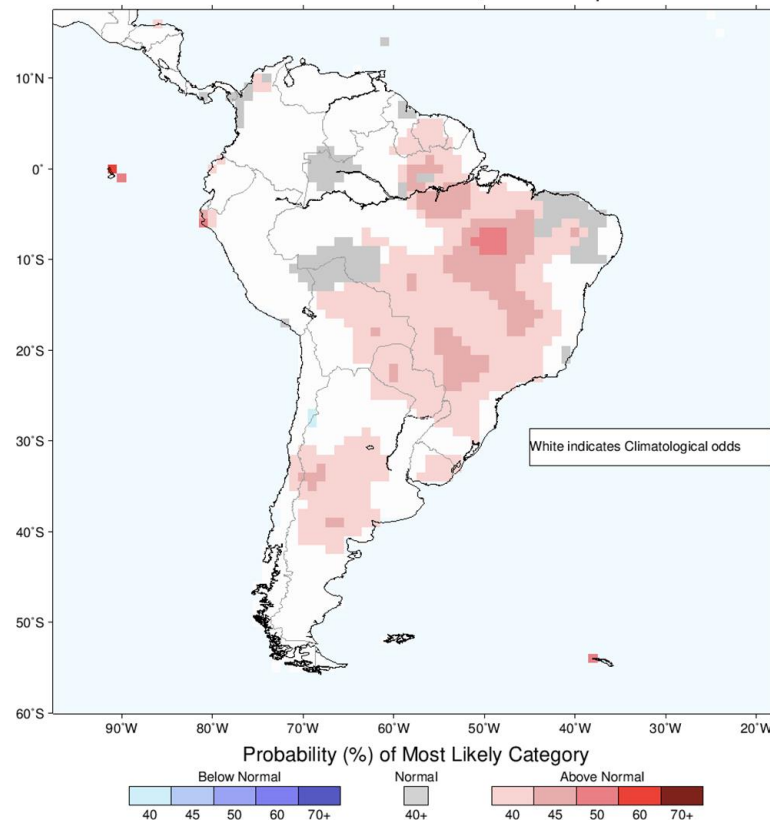 10˚N
0˚
10˚S
20˚S
30˚S
40˚S
50˚S
60˚S
White indicates Climatological odds
90˚W 80˚W 70˚W 60˚W 50˚W 40˚W 30˚W 20˚W
Probability (%) of Most Likely Category
Below Normal Normal Above Normal
40 45 50 60 70+ 40+ 40 45 50 60 70+